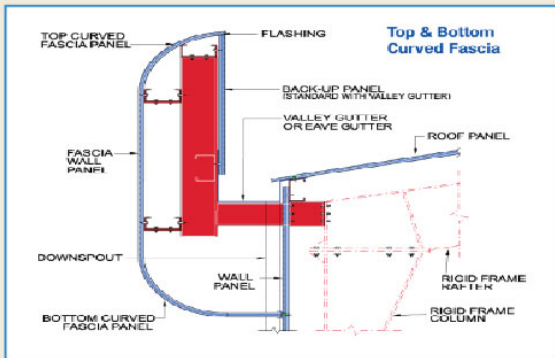 Top & Bottom
Curved Fascia
TOP CURVED
FASCIA PANEL
FLASHING
BACK-UP PANEL
(STANDARD WITH VALLEY GUTTER)
VALLEY GUTTER
OR EAVE GUTTER
ROOF PANEL
FASCIA
WALL
PANEL
DOWNSPOUT
WALL
PANEL
RIGID FRAME
RAFTER
BOTTOM CURVED
FASCIA PANEL
RIGID FRAME
COLUMN